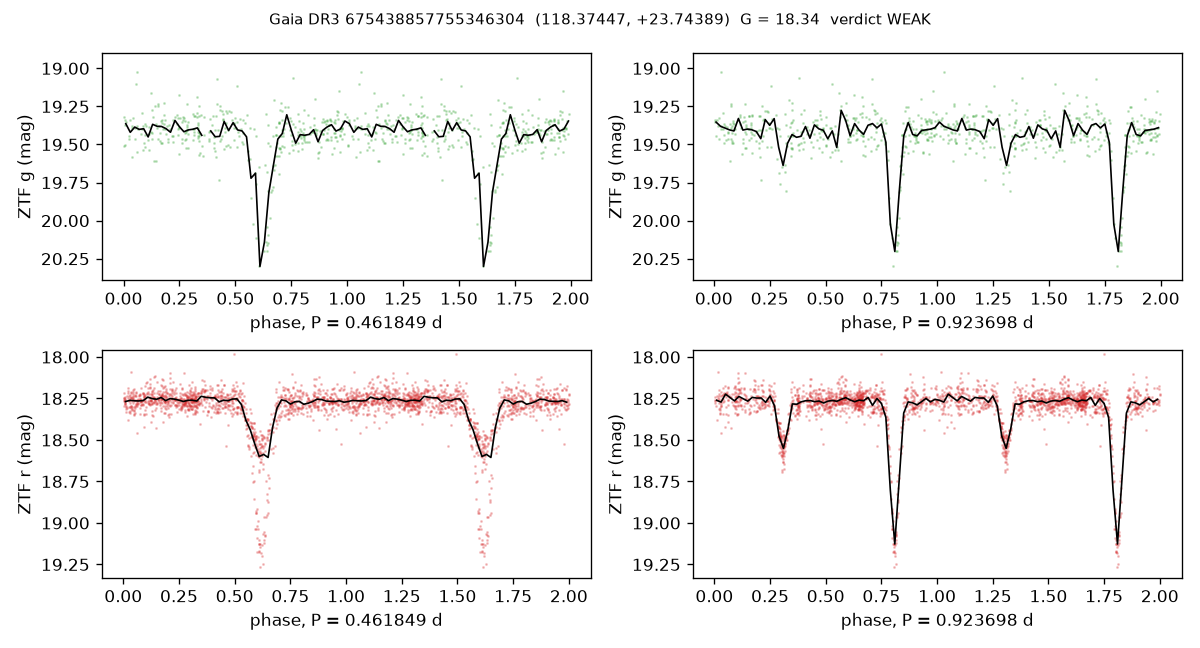 Gaia DR3 675438857755346304 (118.37447, +23.74389) G = 18.34 verdict WEAK
19.00
19.25
19.50
19.75
20.00
20.25
ZTF g (mag)
0.00 0.25 0.50 0.75 1.00 1.25 1.50 1.75 2.00
phase, P = 0.461849 d
19.00
19.25
19.50
19.75
20.00
20.25
ZTF g (mag)
0.00 0.25 0.50 0.75 1.00 1.25 1.50 1.75 2.00
phase, P = 0.923698 d
18.00
18.25
18.50
18.75
19.00
19.25
ZTF r (mag)
0.00 0.25 0.50 0.75 1.00 1.25 1.50 1.75 2.00
phase, P = 0.461849 d
18.00
18.25
18.50
18.75
19.00
19.25
ZTF r (mag)
0.00 0.25 0.50 0.75 1.00 1.25 1.50 1.75 2.00
phase, P = 0.923698 d